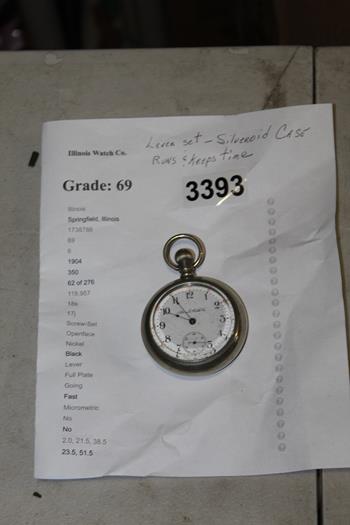 Lever set - Silveroid Case
Runs & Keeps time
Illinois Watch Co.
Grade: 69
3393
Illinois
Springfield, Illinois
1738786
69
6
1904
350
62 of 276
119,957
18s
17j
Screw-Set
Openface
Nickel
Black
Lever
Full Plate
Going
Fast
Micrometric
No
No
2.0, 21.5, 38.5
23.5, 51.5